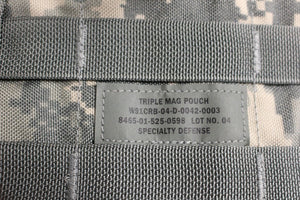 TRIPLE MAG POUCH
W91CRB-04-D-0042-0003
8465-01-525-0598 LOT NO. 04
SPECIALTY DEFENSE